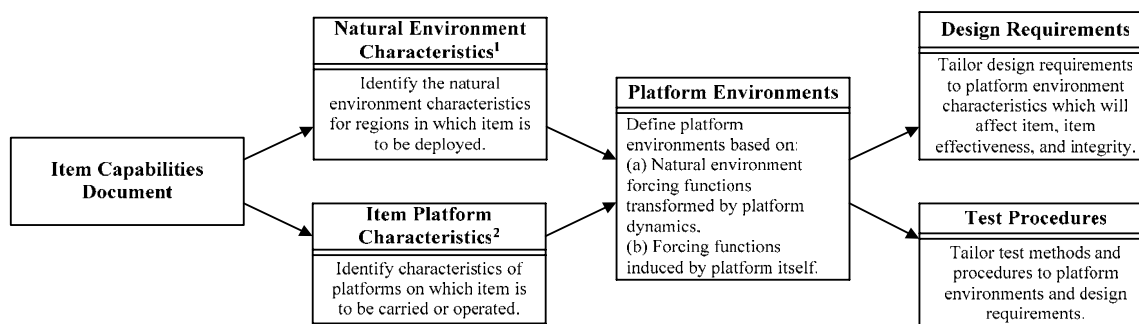 Item Capabilities
Document
Natural Environment
Characteristics¹
Identify the natural
environment characteristics
for regions in which item is
to be deployed.
Item Platform
Characteristics²
Identify characteristics of
platforms on which item is
to be carried or operated.
Platform Environments
Define platform
environments based on:
(a) Natural environment
forcing functions
transformed by platform
dynamics.
(b) Forcing functions
induced by platform itself.
Design Requirements
Tailor design requirements
to platform environment
characteristics which will
affect item, item
effectiveness, and integrity.
Test Procedures
Tailor test methods and
procedures to platform
environments and design
requirements.